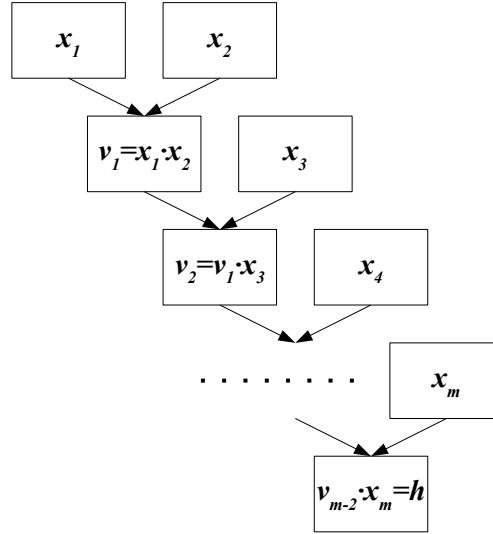 x₁ x₂
v₁=x₁·x₂ x₃
v₂=v₁·x₃ x₄
. . . . . . . . xₘ
vₘ₋₂·xₘ=h